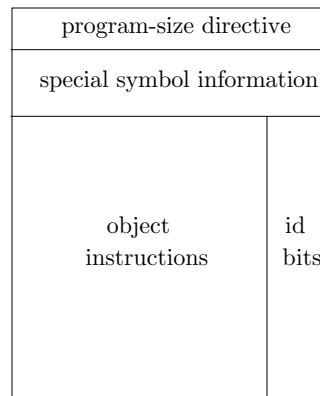 program-size directive
special symbol information
object
instructions
id
bits